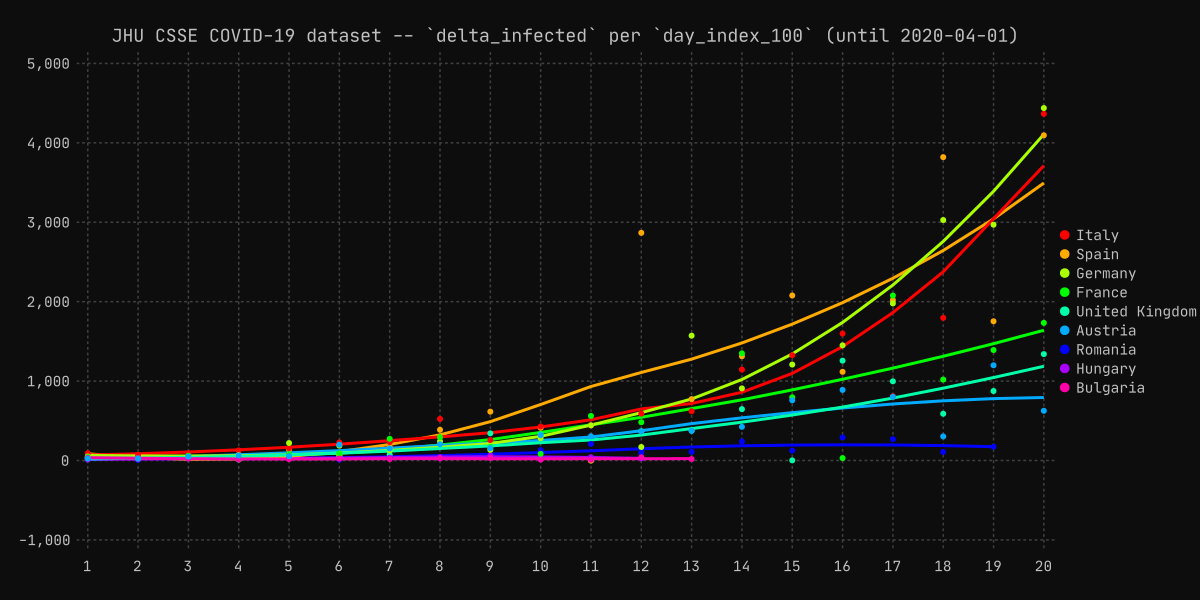 JHU CSSE COVID-19 dataset -- `delta_infected` per `day_index_100` (until 2020-04-01)
5,000
4,000
3,000
2,000
1,000
0
-1,000
1 2 3 4 5 6 7 8 9 10 11 12 13 14 15 16 17 18 19 20
Italy
Spain
Germany
France
United Kingdom
Austria
Romania
Hungary
Bulgaria